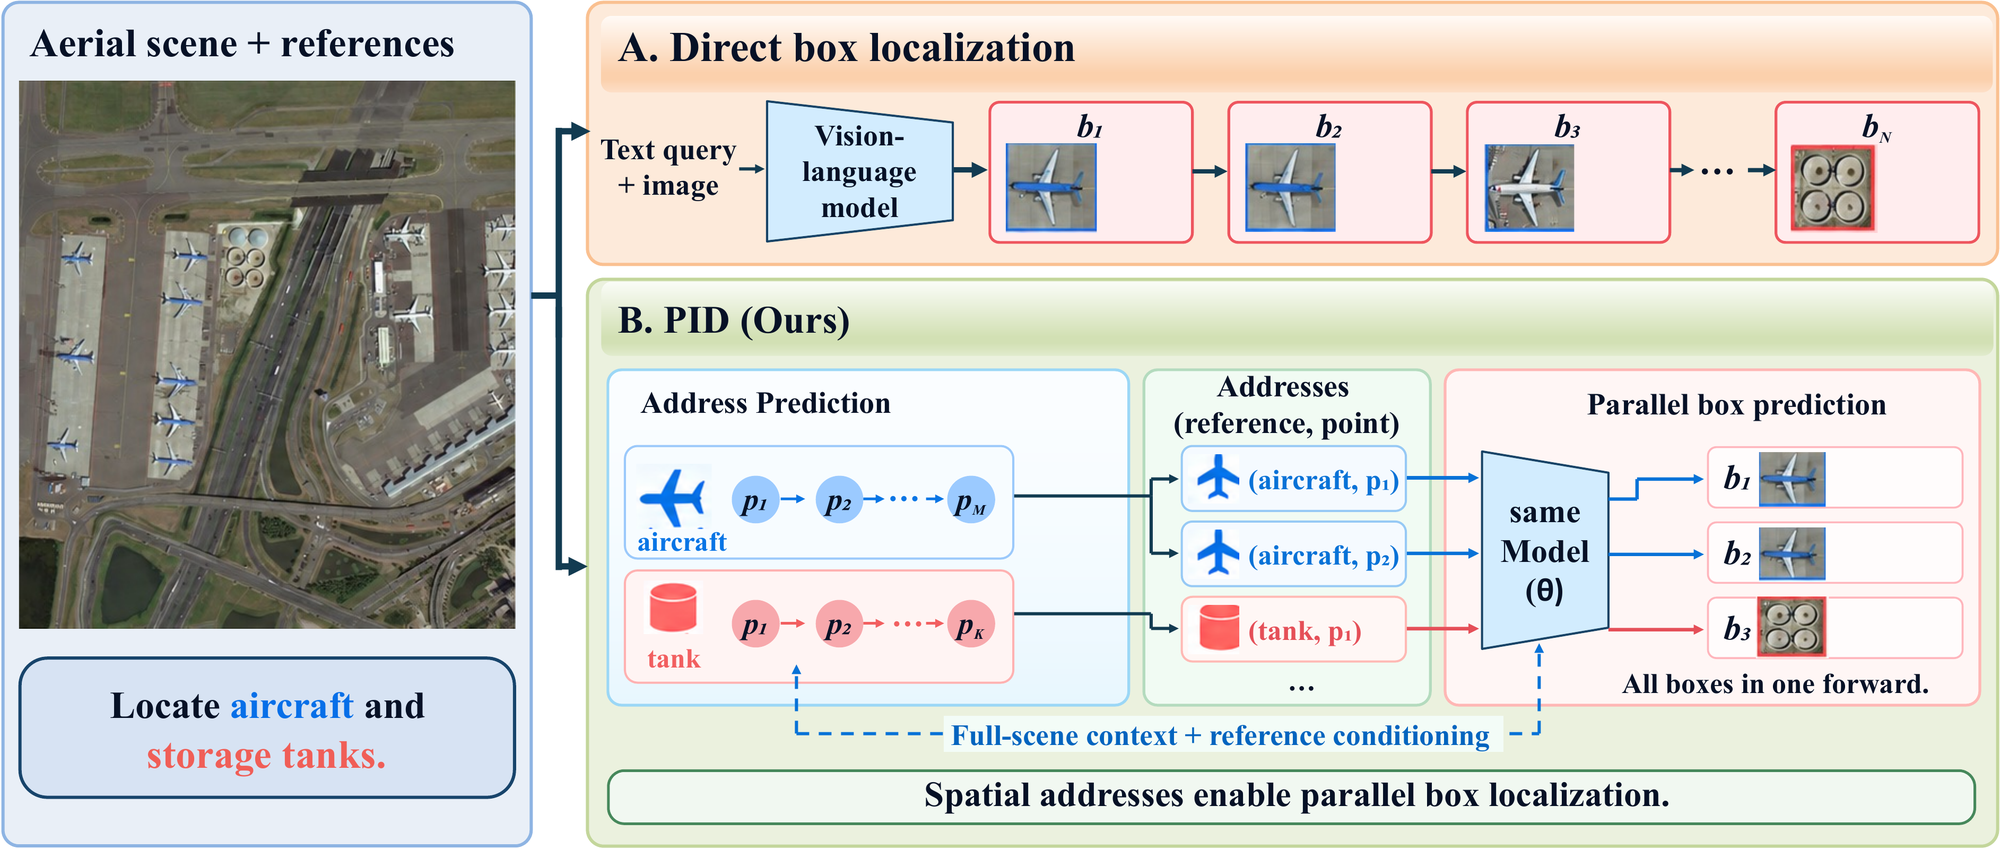 Aerial scene + references
Locate aircraft and
storage tanks.
A. Direct box localization
Text query
+ image
Vision-
language
model
b₁
b₂
b₃
...
b_N
B. PID (Ours)
Address Prediction
aircraft
p₁
p₂
...
p_M
tank
p₁
p₂
...
p_K
Addresses
(reference, point)
(aircraft, p₁)
(aircraft, p₂)
(tank, p₁)
...
Parallel box prediction
same
Model
(θ)
b₁
b₂
b₃
All boxes in one forward.
Full-scene context + reference conditioning
Spatial addresses enable parallel box localization.